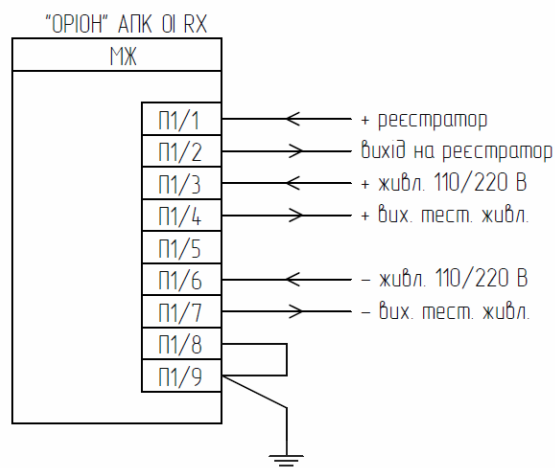 "ОРІОН" АПК ОІ RX
МЖ
П1/1 + реєстратор
П1/2 вихід на реєстратор
П1/3 + живл. 110/220 В
П1/4 + вих. тест. живл.
П1/5
П1/6 – живл. 110/220 В
П1/7 – вих. тест. живл.
П1/8
П1/9